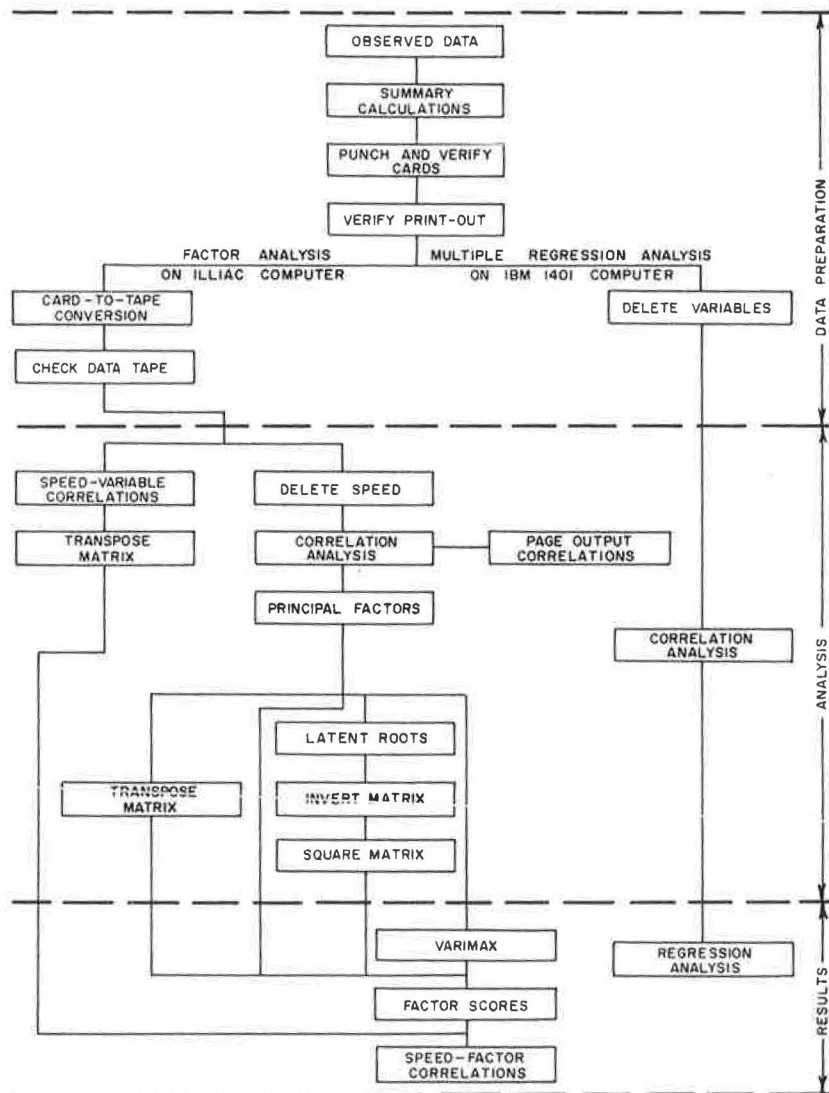 OBSERVED DATA
SUMMARY
CALCULATIONS
PUNCH AND VERIFY
CARDS
VERIFY PRINT-OUT
FACTOR ANALYSIS
ON ILLIAC COMPUTER
MULTIPLE REGRESSION ANALYSIS
ON IBM 1401 COMPUTER
CARD-TO-TAPE
CONVERSION
DELETE VARIABLES
CHECK DATA TAPE
DATA PREPARATION
SPEED-VARIABLE
CORRELATIONS
DELETE SPEED
TRANSPOSE
MATRIX
CORRELATION
ANALYSIS
PAGE OUTPUT
CORRELATIONS
PRINCIPAL FACTORS
CORRELATION
ANALYSIS
LATENT ROOTS
TRANSPOSE
MATRIX
INVERT MATRIX
SQUARE MATRIX
ANALYSIS
VARIMAX
REGRESSION
ANALYSIS
FACTOR SCORES
SPEED-FACTOR
CORRELATIONS
RESULTS